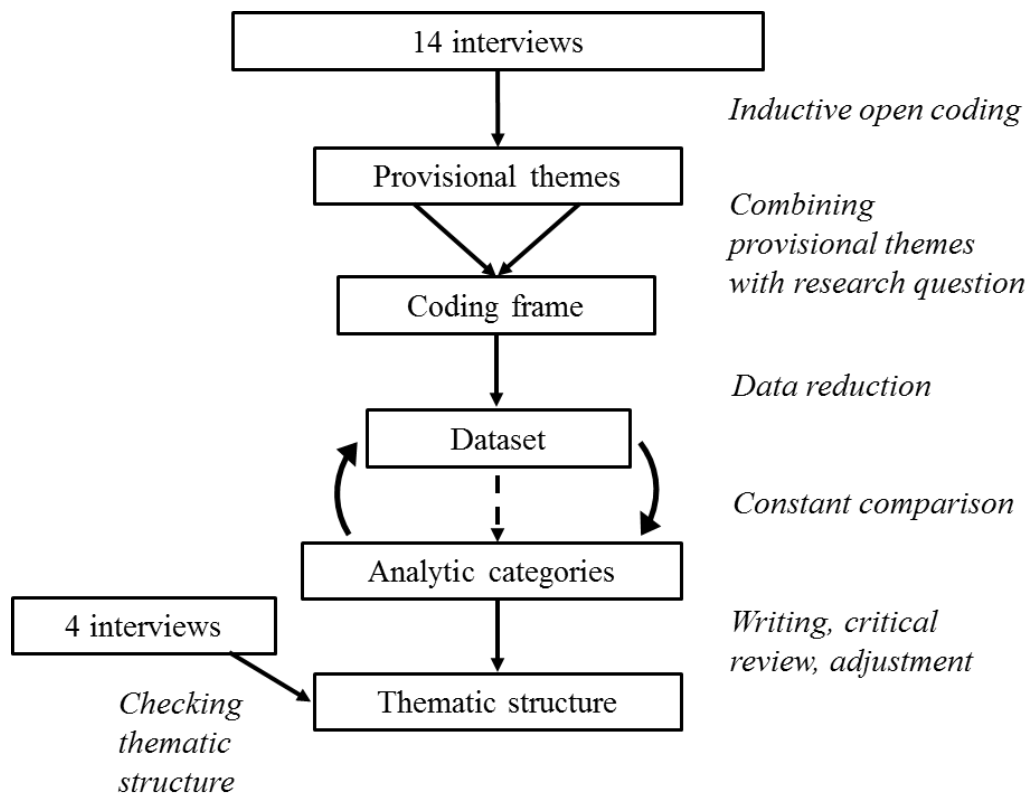 14 interviews
Inductive open coding
Provisional themes
Combining
provisional themes
with research question
Coding frame
Data reduction
Dataset
Constant comparison
Analytic categories
4 interviews
Writing, critical
review, adjustment
Thematic structure
Checking
thematic
structure